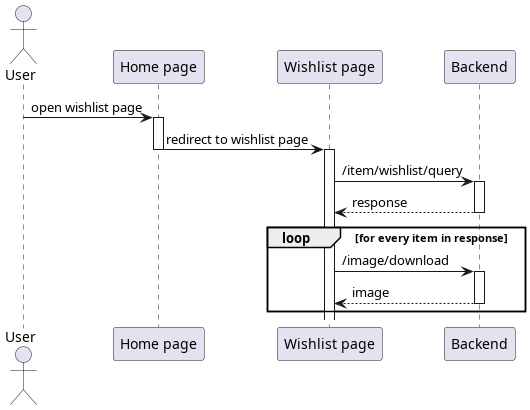 User
Home page
Wishlist page
Backend
open wishlist page
redirect to wishlist page
/item/wishlist/query
response
loop
[for every item in response]
/image/download
image
User
Home page
Wishlist page
Backend